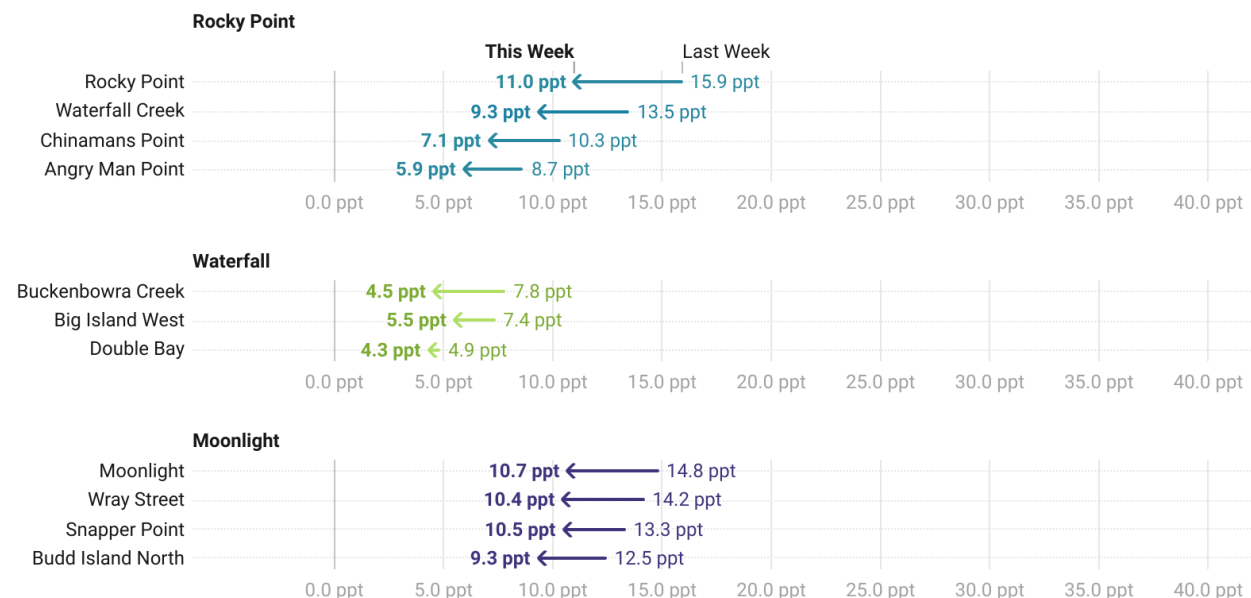 Rocky Point
This Week Last Week
Rocky Point 11.0 ppt 15.9 ppt
Waterfall Creek 9.3 ppt 13.5 ppt
Chinamans Point 7.1 ppt 10.3 ppt
Angry Man Point 5.9 ppt 8.7 ppt
0.0 ppt 5.0 ppt 10.0 ppt 15.0 ppt 20.0 ppt 25.0 ppt 30.0 ppt 35.0 ppt 40.0 ppt
Waterfall
Buckenbowra Creek 4.5 ppt 7.8 ppt
Big Island West 5.5 ppt 7.4 ppt
Double Bay 4.3 ppt 4.9 ppt
0.0 ppt 5.0 ppt 10.0 ppt 15.0 ppt 20.0 ppt 25.0 ppt 30.0 ppt 35.0 ppt 40.0 ppt
Moonlight
Moonlight 10.7 ppt 14.8 ppt
Wray Street 10.4 ppt 14.2 ppt
Snapper Point 10.5 ppt 13.3 ppt
Budd Island North 9.3 ppt 12.5 ppt
0.0 ppt 5.0 ppt 10.0 ppt 15.0 ppt 20.0 ppt 25.0 ppt 30.0 ppt 35.0 ppt 40.0 ppt